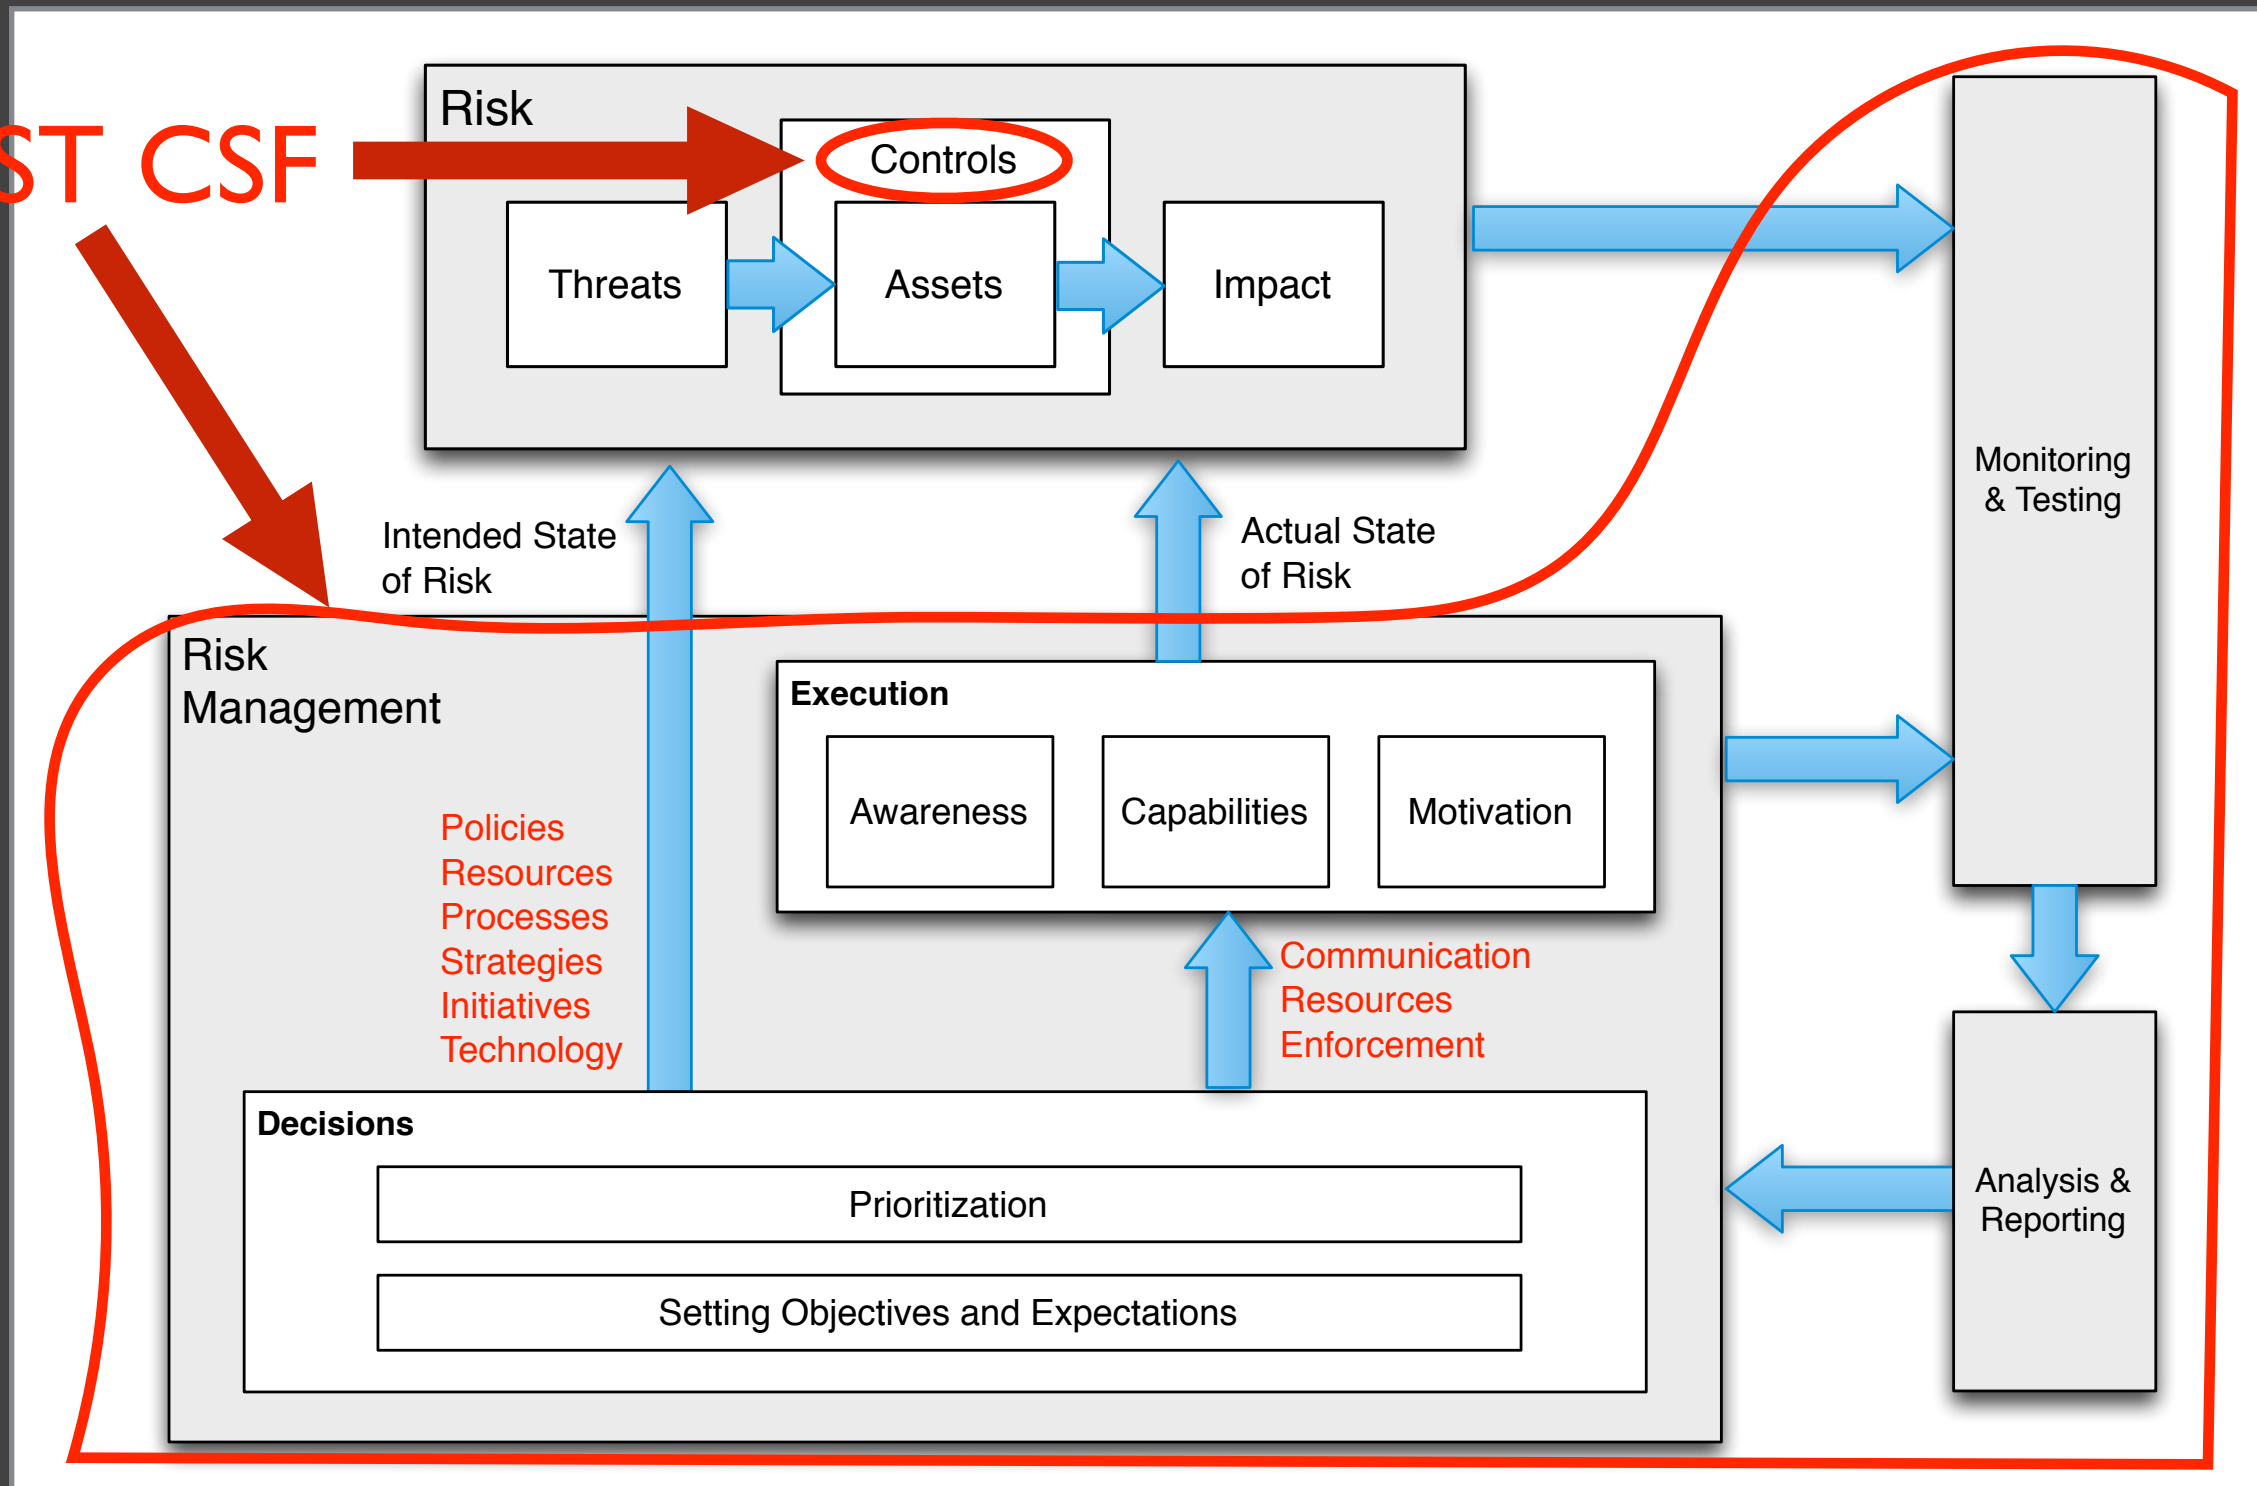 Risk
ST CSF
Controls
Threats
Assets
Impact
Monitoring
& Testing
Intended State
of Risk
Actual State
of Risk
Risk
Management
Execution
Awareness
Capabilities
Motivation
Policies
Resources
Processes
Strategies
Initiatives
Technology
Communication
Resources
Enforcement
Decisions
Prioritization
Setting Objectives and Expectations
Analysis &
Reporting